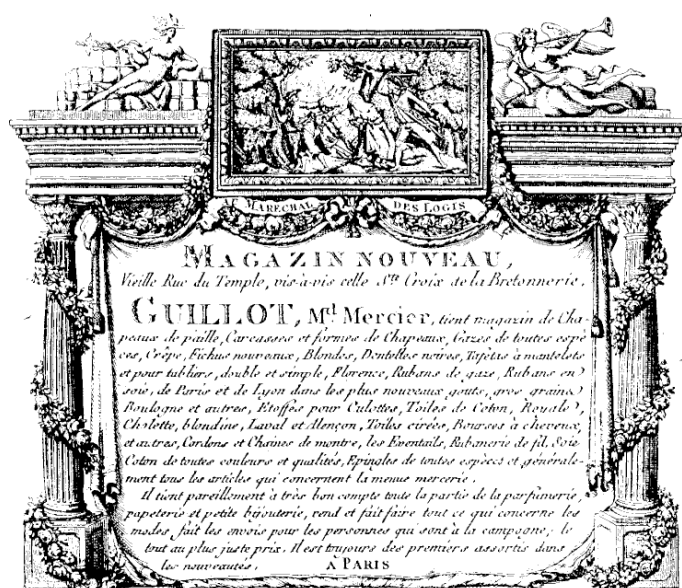 AU MARECHAL DES LOGIS
MAGAZIN NOUVEAU,
Vieille Rue du Temple, vis-à-vis celle Ste. Croix de la Bretonnerie.
GUILLOT, Md. Mercier, tient magazin de Cha-
peaux de paille, Carcasses et formes de Chapeaux, Gazes de toutes espè
ces, Crêpe, Fichus nouveaux, Blondes, Dentelles noires, Tafetas à mantelets
et pour tabliers, double et simple, Florence, Rubans de gaze, Rubans en
soie, de Paris et de Lyon dans les plus nouveaux gouts, gros grains
Boulogne et autres, Etoffes pour Culottes, Toiles de Coton, Royale,
Cholette, blondine, Laval et Alençon, Toiles cirées, Bourses à cheveux,
et autres, Cordons et Chaines de montre, les Eventails, Rubanerie de fil, Soie
Coton de toutes couleurs et qualités, Epingles de toutes espèces et générale-
ment tous les articles qui concernent la menue mercerie.
Il tient pareillement à très bon compte toute la partie de la parfumerie,
papeterie et petite bijouterie, vend et fait faire tout ce qui concerne les
modes, fait les envois pour les personnes qui sont à la campagne; le
tout au plus juste prix. Il est toujours des premiers assortis dans
les nouveautés. A PARIS